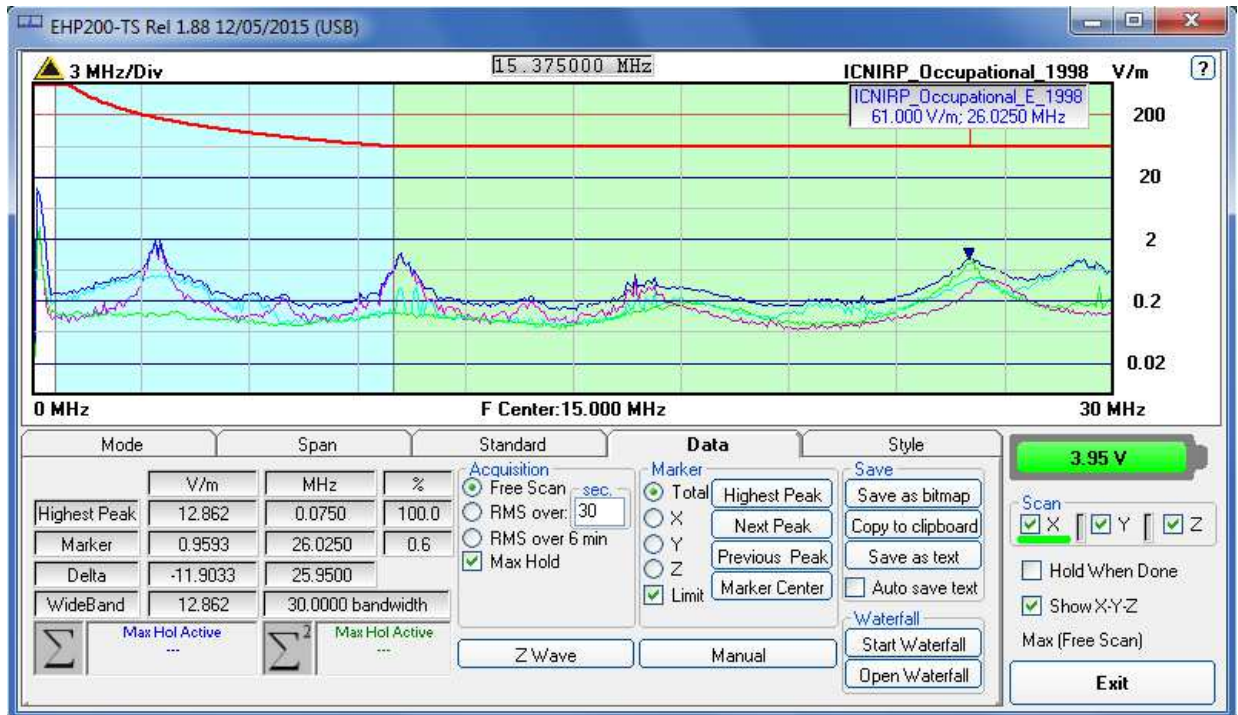 EHP200-TS Rel 1.88 12/05/2015 (USB)
3 MHz/Div
15.375000 MHz
ICNIRP_Occupational_1998 V/m
?
ICNIRP_Occupational_E_1998
61.000 V/m; 26.0250 MHz
200
20
2
0.2
0.02
0 MHz
F Center:15.000 MHz
30 MHz
Mode
Span
Standard
Data
Style
V/m MHz %
Highest Peak 12.862 0.0750 100.0
Marker 0.9593 26.0250 0.6
Delta -11.9033 25.9500
WideBand 12.862 30.0000 bandwidth
Σ Max Hol Active
---
Σ2 Max Hol Active
---
Acquisition
Free Scan
sec.
RMS over: 30
RMS over 6 min
Max Hold
Z Wave
Marker
Total
X
Y
Z
Limit
Highest Peak
Next Peak
Previous Peak
Marker Center
Manual
Save
Save as bitmap
Copy to clipboard
Save as text
Auto save text
Waterfall
Start Waterfall
Open Waterfall
3.95 V
Scan
X [ Y [ Z
Hold When Done
Show X-Y-Z
Max (Free Scan)
Exit